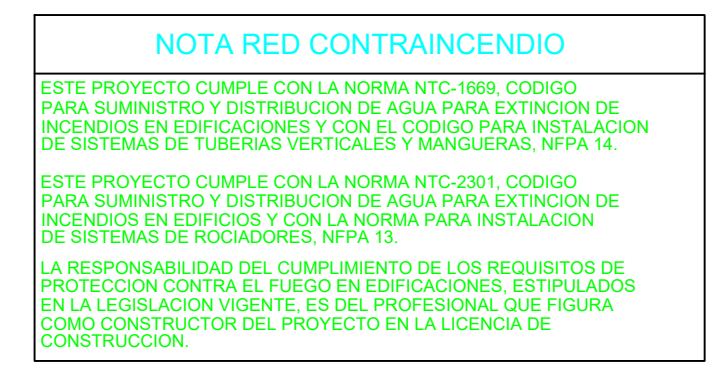 NOTA RED CONTRAINCENDIO
ESTE PROYECTO CUMPLE CON LA NORMA NTC-1669, CODIGO
PARA SUMINISTRO Y DISTRIBUCION DE AGUA PARA EXTINCION DE
INCENDIOS EN EDIFICACIONES Y CON EL CODIGO PARA INSTALACION
DE SISTEMAS DE TUBERIAS VERTICALES Y MANGUERAS, NFPA 14.
ESTE PROYECTO CUMPLE CON LA NORMA NTC-2301, CODIGO
PARA SUMINISTRO Y DISTRIBUCION DE AGUA PARA EXTINCION DE
INCENDIOS EN EDIFICIOS Y CON LA NORMA PARA INSTALACION
DE SISTEMAS DE ROCIADORES, NFPA 13.
LA RESPONSABILIDAD DEL CUMPLIMIENTO DE LOS REQUISITOS DE
PROTECCION CONTRA EL FUEGO EN EDIFICACIONES, ESTIPULADOS
EN LA LEGISLACION VIGENTE, ES DEL PROFESIONAL QUE FIGURA
COMO CONSTRUCTOR DEL PROYECTO EN LA LICENCIA DE
CONSTRUCCION.